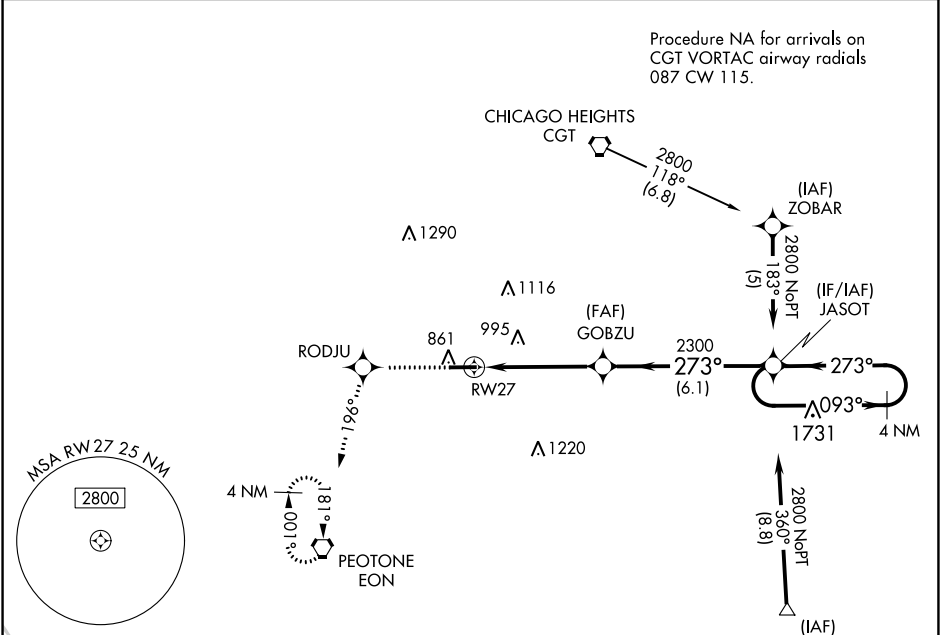 Procedure NA for arrivals on
CGT VORTAC airway radials
087 CW 115.
CHICAGO HEIGHTS
CGT
2800
118°
(6.8)
(IAF)
ZOBAR
2800 NoPT
183°
(5)
1290
1116
(FAF)
GOBZU
(IF/IAF)
JASOT
995
861
RODJU
RW27
2300
273°
(6.1)
273°
093°
1731
4 NM
196°
1220
MSA RW27 25 NM
2800
4 NM
181°
001°
PEOTONE
EON
2800 NoPT
360°
(8.8)
(IAF)